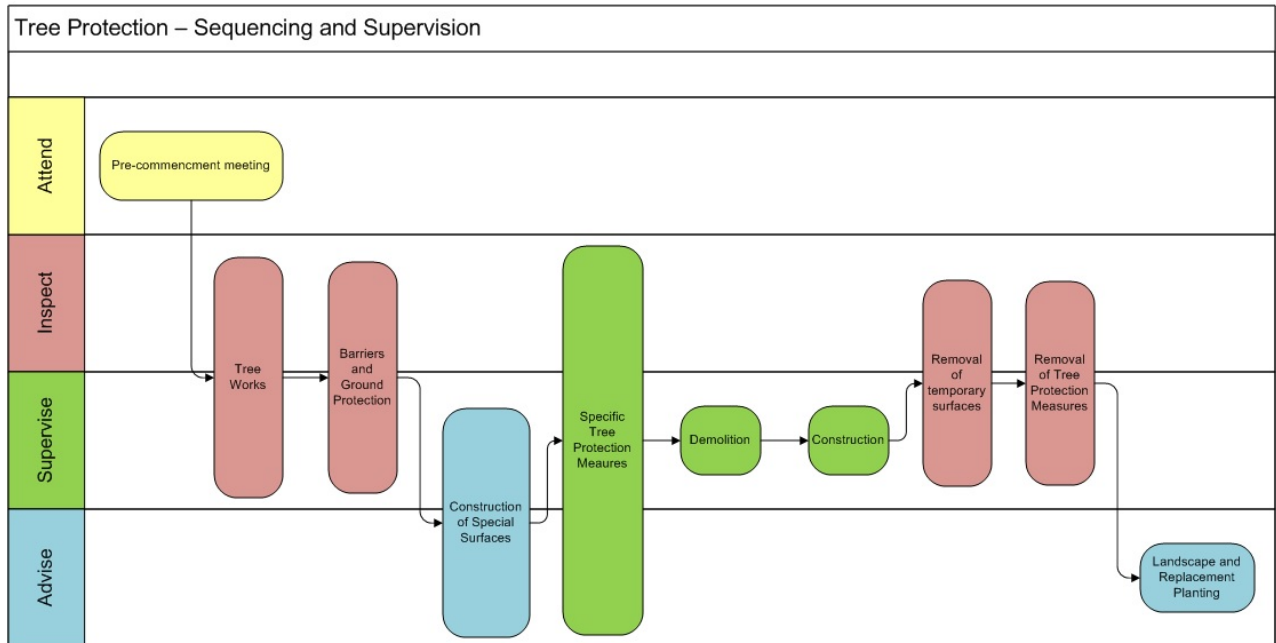 Tree Protection – Sequencing and Supervision
Attend
Pre-commencment meeting
Inspect
Supervise
Advise
Tree
Works
Barriers
and
Ground
Protection
Construction
of Special
Surfaces
Specific
Tree
Protection
Meaures
Demolition
Construction
Removal
of
temporary
surfaces
Removal
of Tree
Protection
Measures
Landscape and
Replacement
Planting